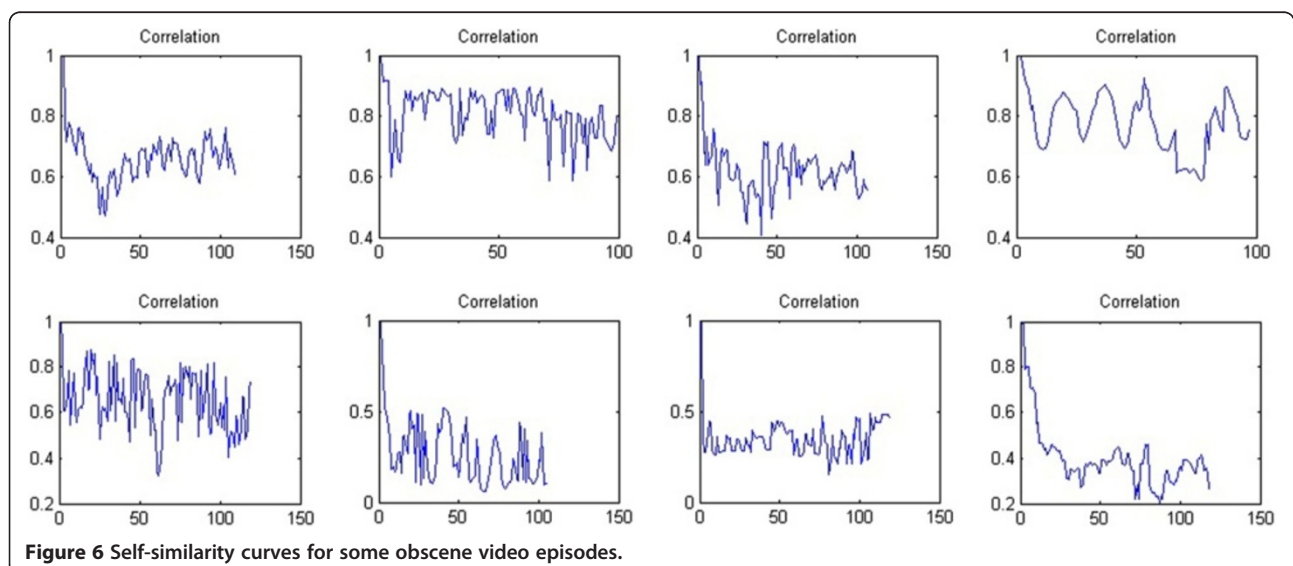 Correlation Correlation Correlation Correlation
1 1 1 1
0.8 0.8 0.8 0.8
0.6 0.6 0.6 0.6
0.4 0.4 0.4 0.4
0 50 100 150 0 50 100 0 50 100 150 0 50 100
Correlation Correlation Correlation Correlation
1 1 1 1
0.8 0.8
0.6 0.5 0.5 0.6
0.4 0.4
0.2 0 0 0.2
0 50 100 150 0 50 100 150 0 50 100 150 0 50 100 150
Figure 6 Self-similarity curves for some obscene video episodes.